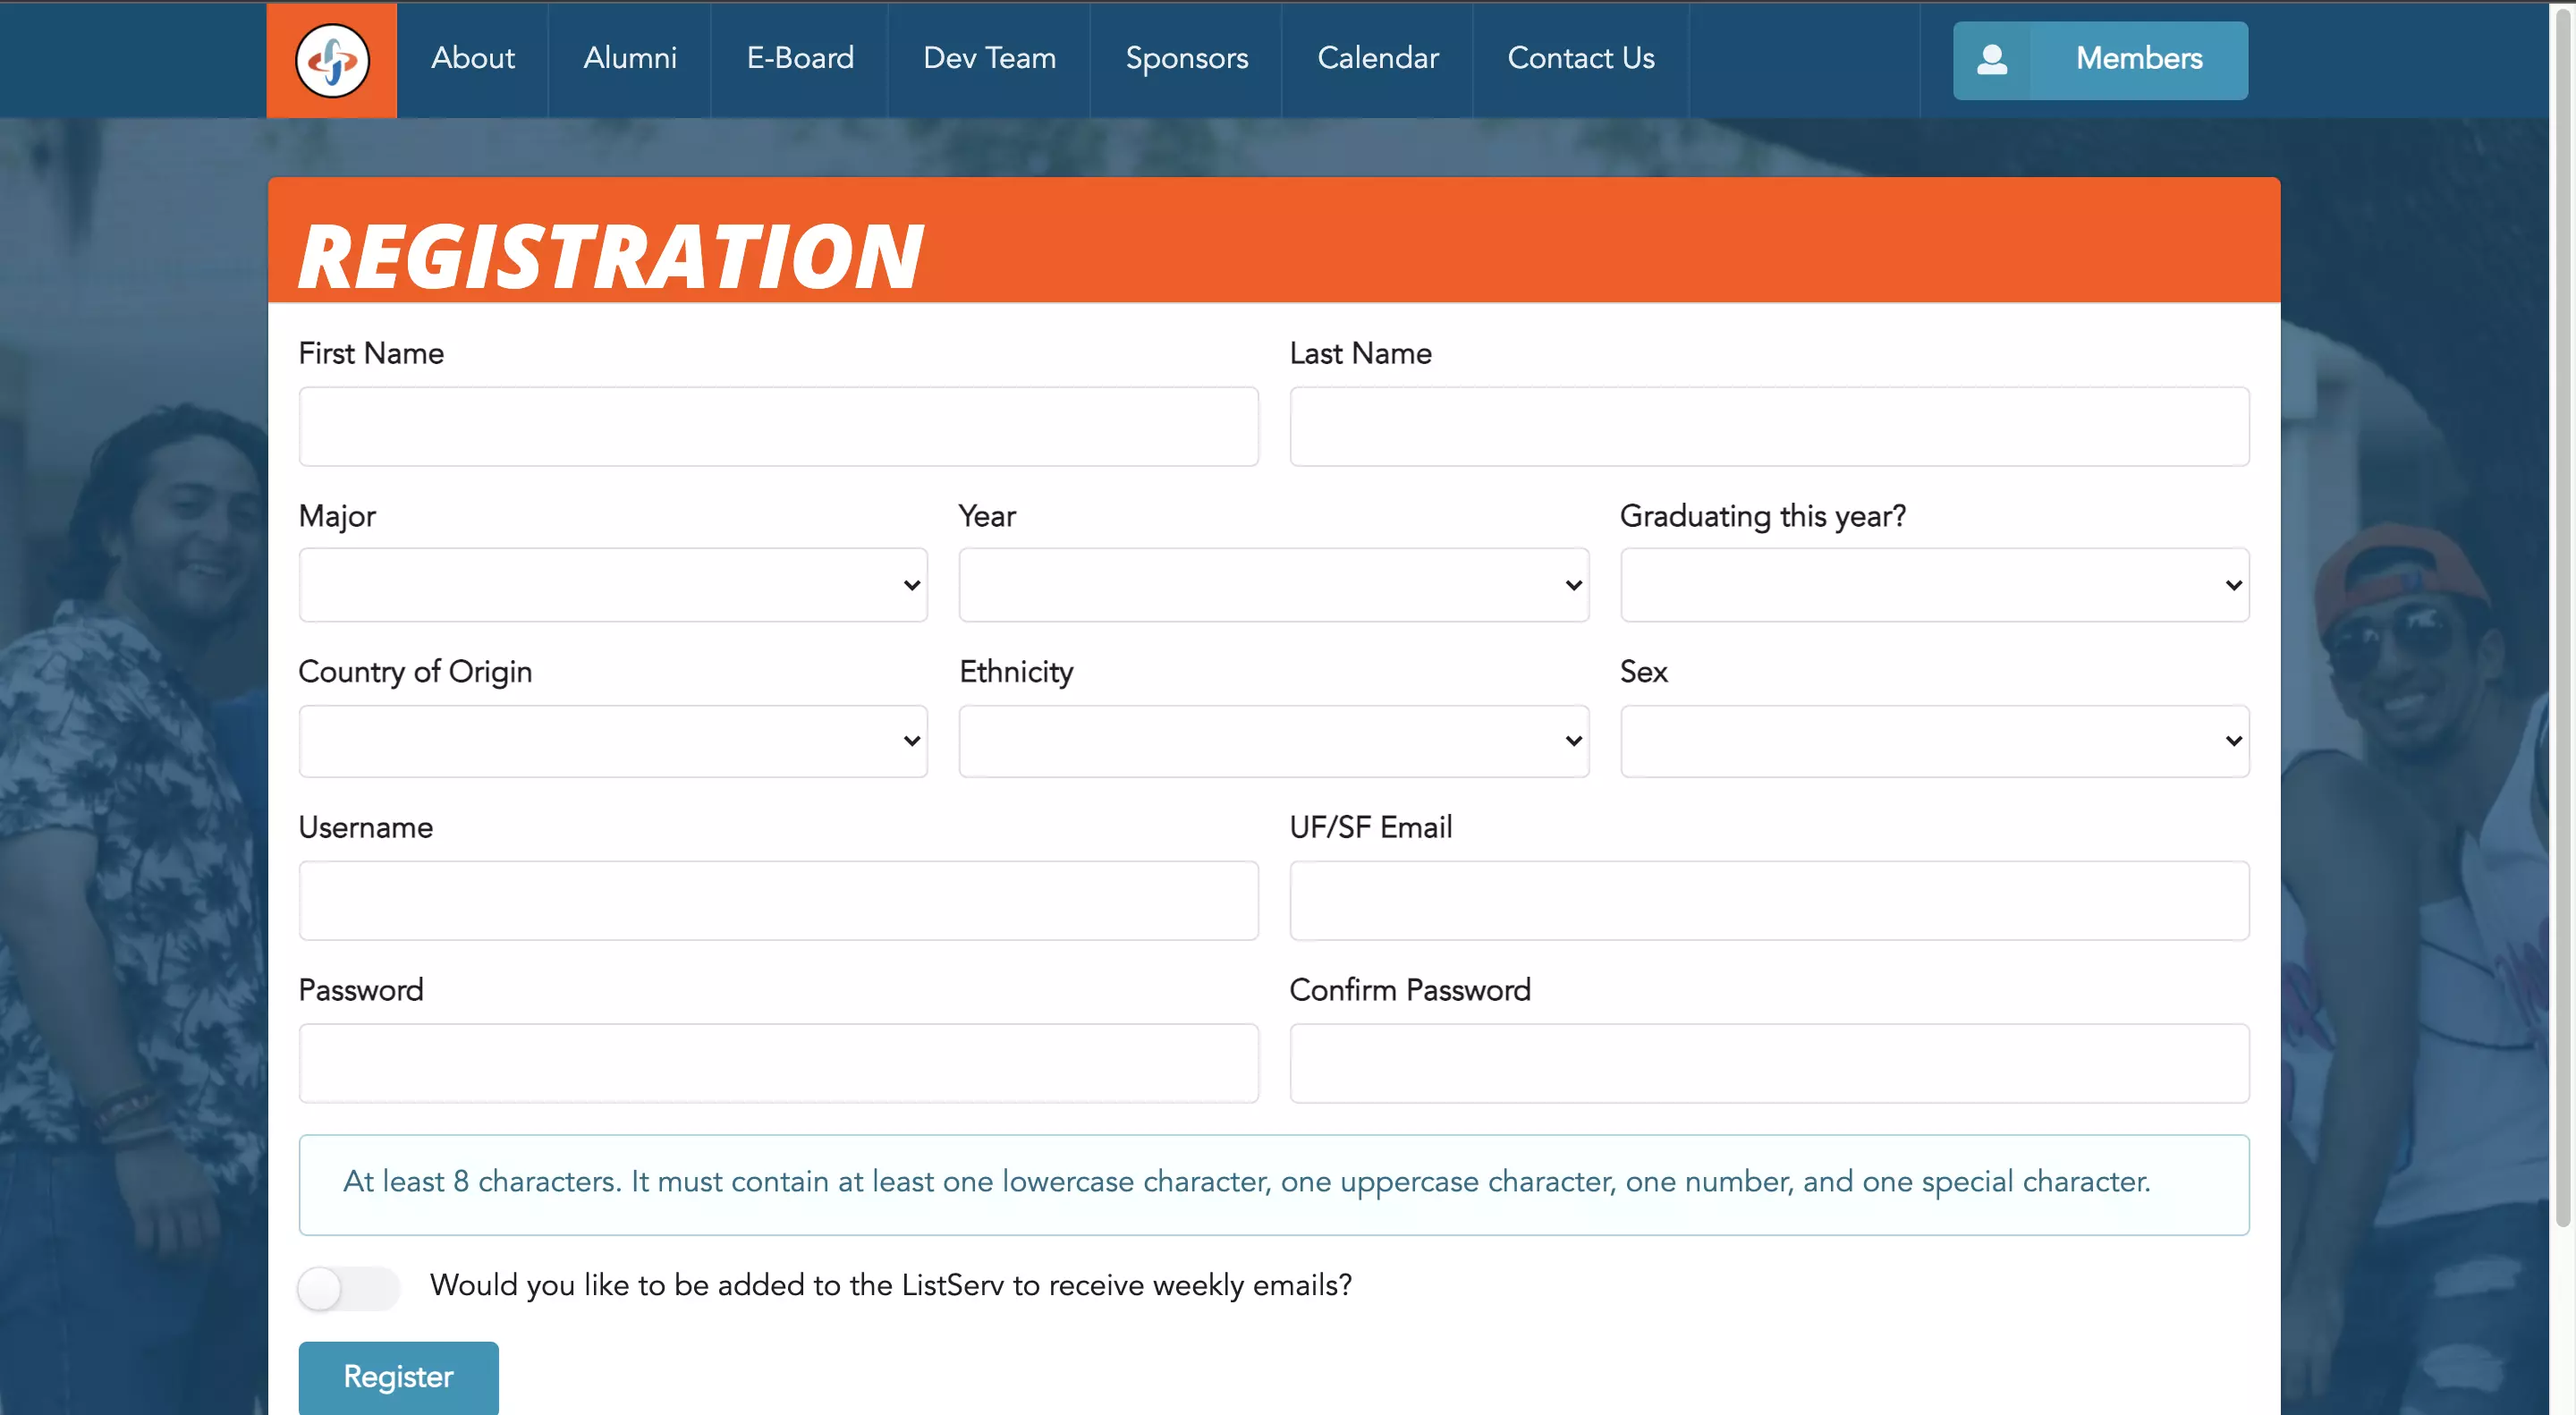 About Alumni E-Board Dev Team Sponsors Calendar Contact Us Members
REGISTRATION
First Name Last Name
Major Year Graduating this year?
Country of Origin Ethnicity Sex
Username UF/SF Email
Password Confirm Password
At least 8 characters. It must contain at least one lowercase character, one uppercase character, one number, and one special character.
Would you like to be added to the ListServ to receive weekly emails?
Register